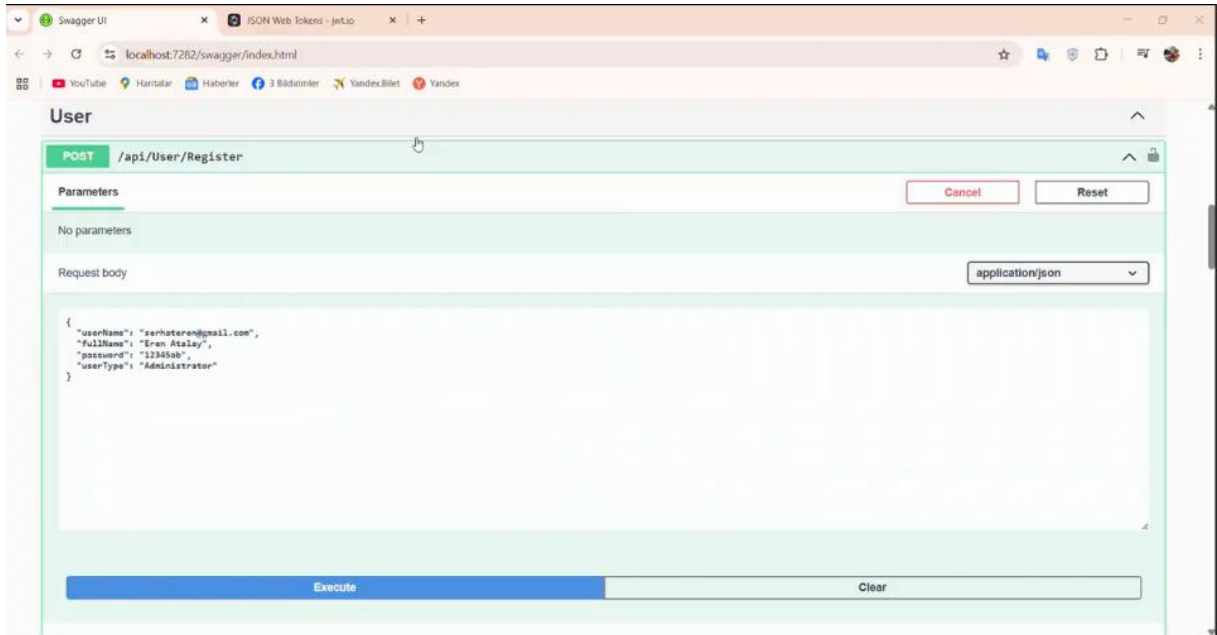 Swagger UI
JSON Web Tokens - jwt.io
localhost:7282/swagger/index.html
YouTube Haritalar Haberler 3 Bildirimler Yandex.Bilet Yandex
User
POST /api/User/Register
Parameters Cancel Reset
No parameters
Request body application/json
{
"userName": "serhateren@gmail.com",
"fullName": "Eren Atalay",
"password": "12345ab",
"userType": "Administrator"
}
Execute Clear